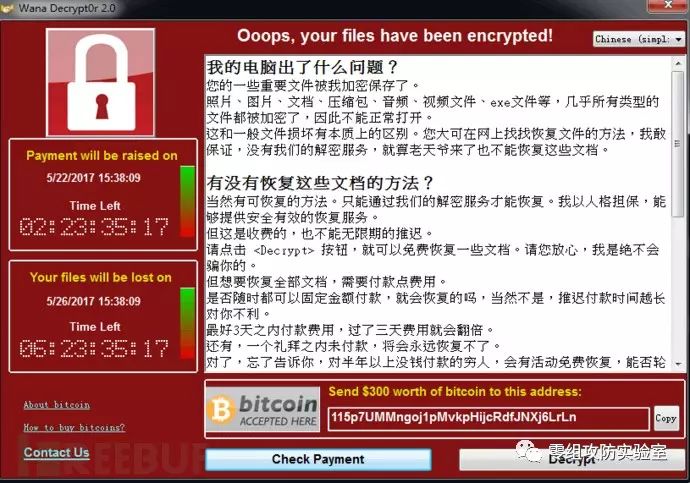 Wana Decrypt0r 2.0
Ooops, your files have been encrypted!
Chinese (simpl:
Payment will be raised on
5/22/2017 15:38:09
Time Left
02:23:35:17
Your files will be lost on
5/26/2017 15:38:09
Time Left
06:23:35:17
About bitcoin
How to buy bitcoins?
Contact Us
我的电脑出了什么问题？
您的一些重要文件被我加密保存了。
照片、图片、文档、压缩包、音频、视频文件、exe文件等，几乎所有类型的
文件都被加密了，因此不能正常打开。
这和一般文件损坏有本质上的区别。您大可在网上找找恢复文件的方法，我敢
保证，没有我们的解密服务，就算老天爷来了也不能恢复这些文档。
有没有恢复这些文档的方法？
当然有可恢复的方法。只能通过我们的解密服务才能恢复。我以人格担保，能
够提供安全有效的恢复服务。
但这是收费的，也不能无限期的推迟。
请点击 <Decrypt> 按钮，就可以免费恢复一些文档。请您放心，我是绝不会
骗你的。
但想要恢复全部文档，需要付款点费用。
是否随时都可以固定金额付款，就会恢复的吗，当然不是，推迟付款时间越长
对你不利。
最好3天之内付款费用，过了三天费用就会翻倍。
还有，一个礼拜之内未付款，将会永远恢复不了。
对了，忘了告诉你，对半年以上没钱付款的穷人，会有活动免费恢复，能否轮
bitcoin
ACCEPTED HERE
Send $300 worth of bitcoin to this address:
115p7UMMngoj1pMvkpHijcRdfJNXj6LrLn
Copy
Check Payment
Decrypt
零组攻防实验室